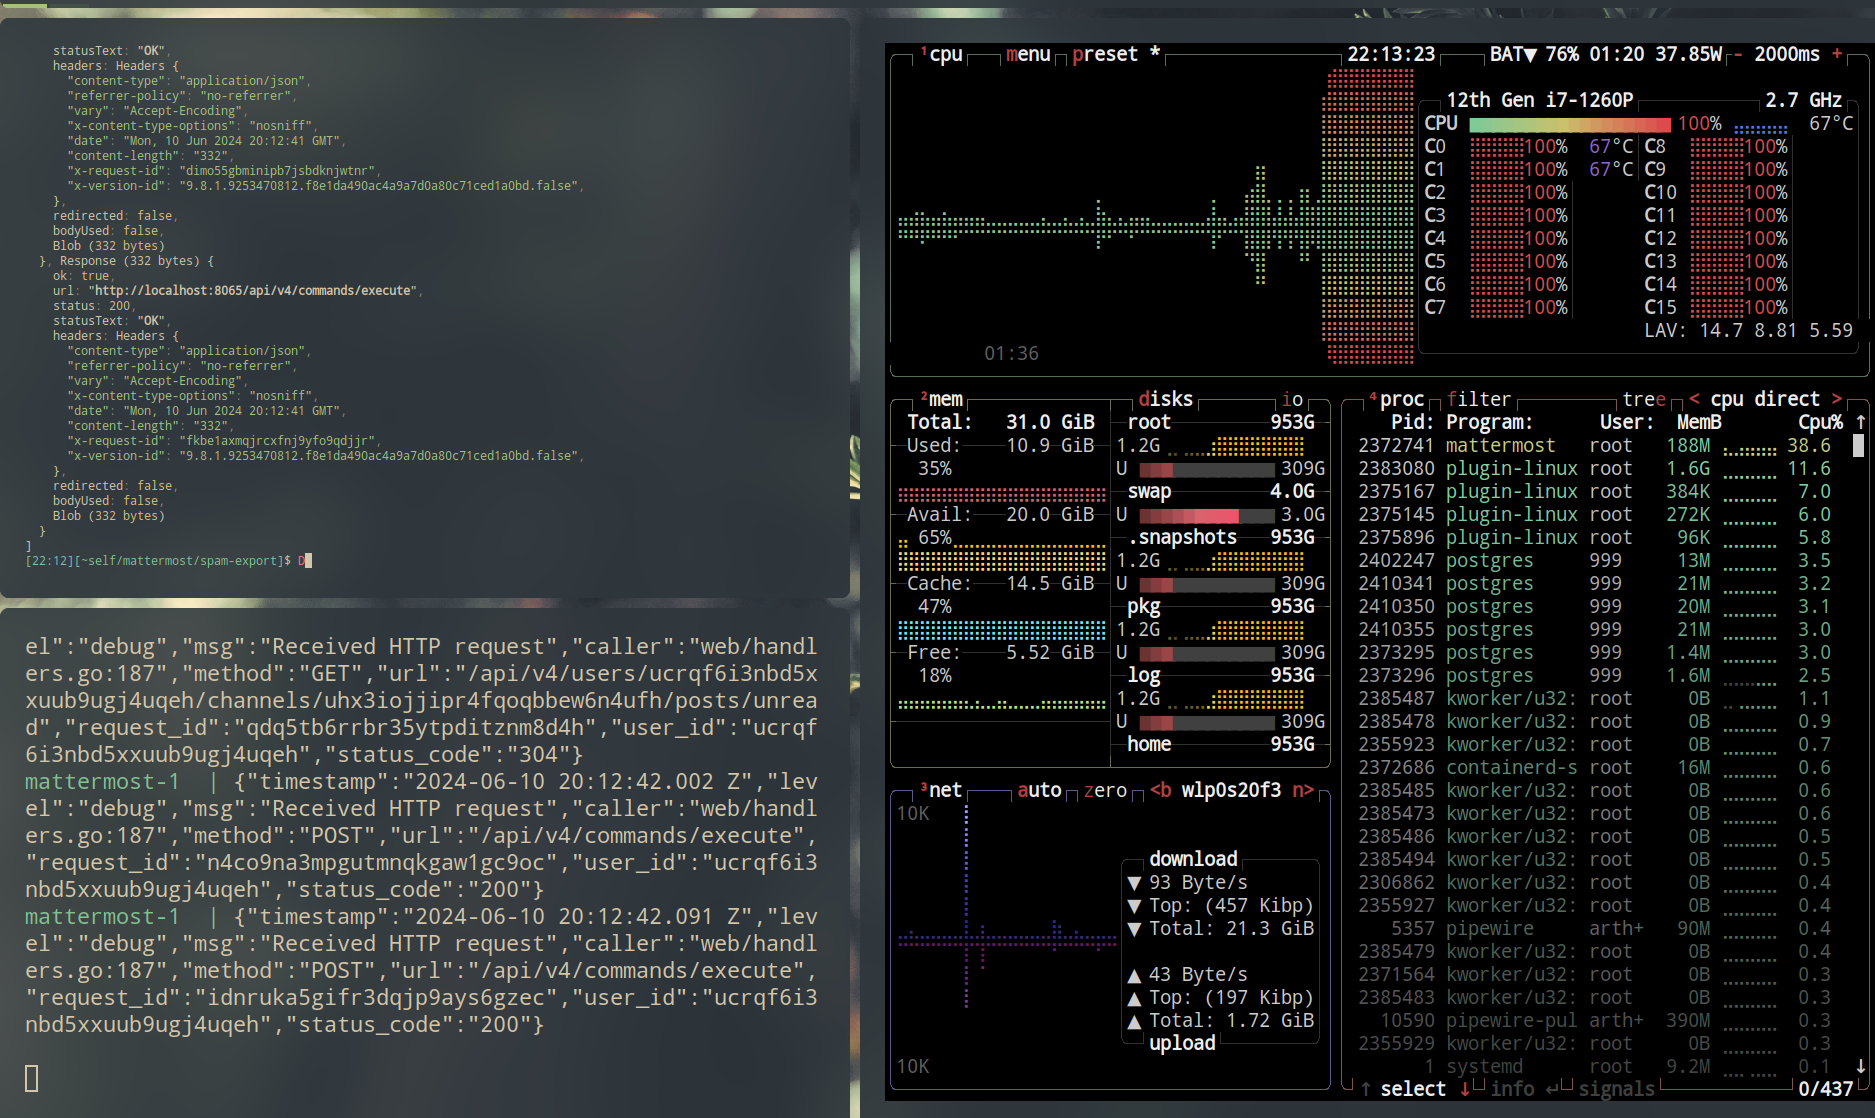 statusText: "OK",
headers: Headers {
"content-type": "application/json",
"referrer-policy": "no-referrer",
"vary": "Accept-Encoding",
"x-content-type-options": "nosniff",
"date": "Mon, 10 Jun 2024 20:12:41 GMT",
"content-length": "332",
"x-request-id": "dimo55gbminipb7jsbdknjwtnr",
"x-version-id": "9.8.1.9253470812.f8e1da490ac4a9a7d0a80c71ced1a0bd.false",
},
redirected: false,
bodyUsed: false,
Blob (332 bytes)
}, Response (332 bytes) {
ok: true,
url: "http://localhost:8065/api/v4/commands/execute",
status: 200,
statusText: "OK",
headers: Headers {
"content-type": "application/json",
"referrer-policy": "no-referrer",
"vary": "Accept-Encoding",
"x-content-type-options": "nosniff",
"date": "Mon, 10 Jun 2024 20:12:41 GMT",
"content-length": "332",
"x-request-id": "fkbe1axmqjrcxfnj9yfo9qdjjr",
"x-version-id": "9.8.1.9253470812.f8e1da490ac4a9a7d0a80c71ced1a0bd.false",
},
redirected: false,
bodyUsed: false,
Blob (332 bytes)
}
]
[22:12][~self/mattermost/spam-export]$ D
el":"debug","msg":"Received HTTP request","caller":"web/handl
ers.go:187","method":"GET","url":"/api/v4/users/ucrqf6i3nbd5x
xuub9ugj4uqeh/channels/uhx3iojjipr4fqoqbbew6n4ufh/posts/unrea
d","request_id":"qdq5tb6rrbr35ytpditznm8d4h","user_id":"ucrqf
6i3nbd5xxuub9ugj4uqeh","status_code":"304"}
mattermost-1 | {"timestamp":"2024-06-10 20:12:42.002 Z","lev
el":"debug","msg":"Received HTTP request","caller":"web/handl
ers.go:187","method":"POST","url":"/api/v4/commands/execute",
"request_id":"n4co9na3mpgutmnqkgaw1gc9oc","user_id":"ucrqf6i3
nbd5xxuub9ugj4uqeh","status_code":"200"}
mattermost-1 | {"timestamp":"2024-06-10 20:12:42.091 Z","lev
el":"debug","msg":"Received HTTP request","caller":"web/handl
ers.go:187","method":"POST","url":"/api/v4/commands/execute",
"request_id":"idnruka5gifr3dqjp9ays6gzec","user_id":"ucrqf6i3
nbd5xxuub9ugj4uqeh","status_code":"200"}
¹cpu menu preset * 22:13:23 BAT▼ 76% 01:20 37.85W - 2000ms +
12th Gen i7-1260P 2.7 GHz
CPU 100% 67°C
C0 100% 67°C C8 100%
C1 100% 67°C C9 100%
C2 100% C10 100%
C3 100% C11 100%
C4 100% C12 100%
C5 100% C13 100%
C6 100% C14 100%
C7 100% C15 100%
LAV: 14.7 8.81 5.59
01:36
²mem disks io
Total: 31.0 GiB
Used: 10.9 GiB
35%
Avail: 20.0 GiB
65%
Cache: 14.5 GiB
47%
Free: 5.52 GiB
18%
root 953G
1.2G
U 309G
swap 4.0G
U 3.0G
.snapshots 953G
1.2G
U 309G
pkg 953G
1.2G
U 309G
log 953G
1.2G
U 309G
home 953G
³net auto zero <b wlp0s20f3 n>
10K
download
▼ 93 Byte/s
▼ Top: (457 Kibp)
▼ Total: 21.3 GiB
▲ 43 Byte/s
▲ Top: (197 Kibp)
▲ Total: 1.72 GiB
upload
10K
⁴proc filter tree < cpu direct >
Pid: Program: User: MemB Cpu% ↑
2372741 mattermost root 188M 38.6
2383080 plugin-linux root 1.6G 11.6
2375167 plugin-linux root 384K 7.0
2375145 plugin-linux root 272K 6.0
2375896 plugin-linux root 96K 5.8
2402247 postgres 999 13M 3.5
2410341 postgres 999 21M 3.2
2410350 postgres 999 20M 3.1
2410355 postgres 999 21M 3.0
2373295 postgres 999 1.4M 3.0
2373296 postgres 999 1.6M 2.5
2385487 kworker/u32: root 0B 1.1
2385478 kworker/u32: root 0B 0.9
2355923 kworker/u32: root 0B 0.7
2372686 containerd-s root 16M 0.6
2385485 kworker/u32: root 0B 0.6
2385473 kworker/u32: root 0B 0.6
2385486 kworker/u32: root 0B 0.5
2385494 kworker/u32: root 0B 0.5
2306862 kworker/u32: root 0B 0.4
2355927 kworker/u32: root 0B 0.4
5357 pipewire arth+ 90M 0.4
2385479 kworker/u32: root 0B 0.4
2371564 kworker/u32: root 0B 0.3
2385483 kworker/u32: root 0B 0.3
10590 pipewire-pul arth+ 390M 0.3
2355929 kworker/u32: root 0B 0.3
1 systemd root 9.2M 0.1 ↓
↑ select ↓ info ↵ signals 0/437